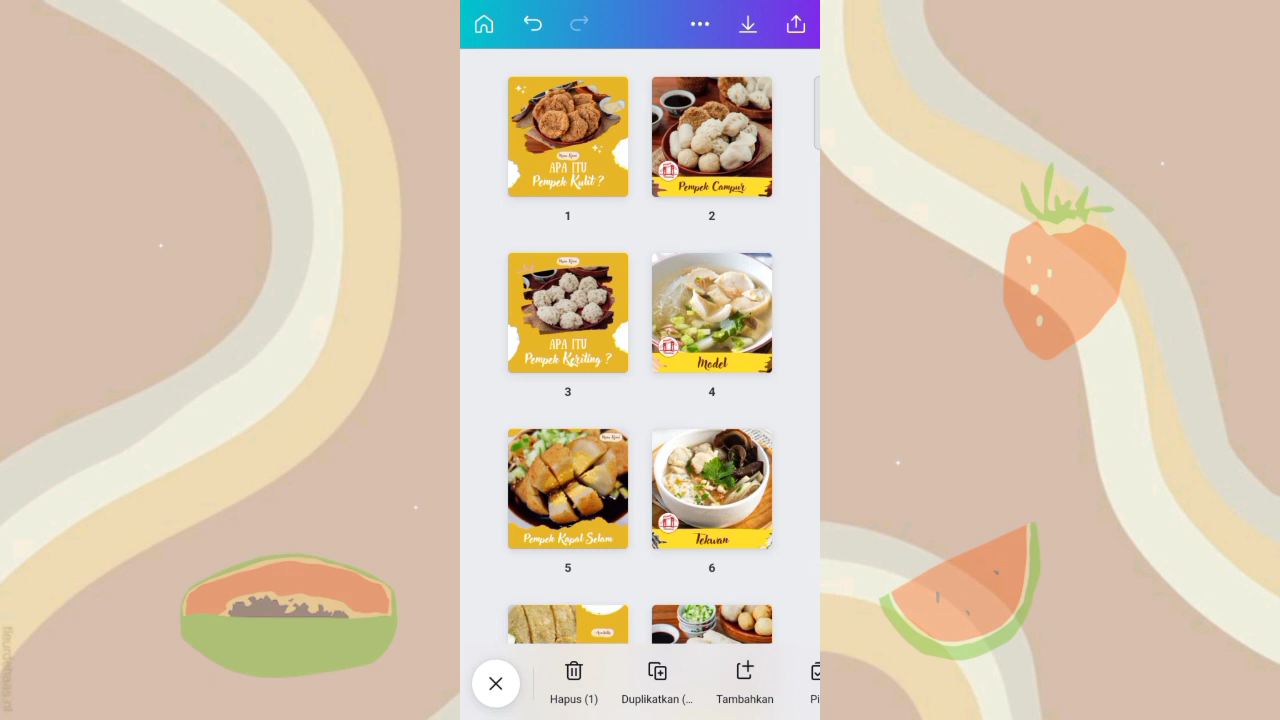 APA ITU
Pempek Kulit ?
Pempek Campur
1
2
APA ITU
Pempek Keriting ?
Model
3
4
Pempek Kapal Selam
Tekwan
5
6
Hapus (1)
Duplikatkan (...
Tambahkan
Pi